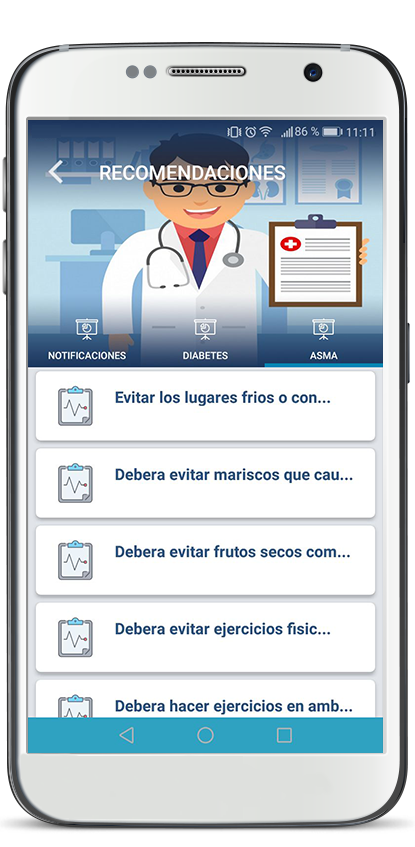 86 % 11:11
RECOMENDACIONES
NOTIFICACIONES DIABETES ASMA
Evitar los lugares frios o con...
Debera evitar mariscos que cau...
Debera evitar frutos secos com...
Debera evitar ejercicios fisic...
Debera hacer ejercicios en amb...